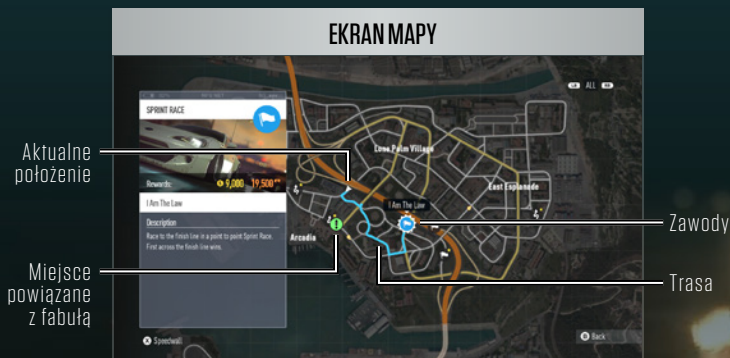 EKRAN MAPY
LB ALL RB
SPRINT RACE
Rewards: 9,000 19,500
I Am The Law
Description
Race to the finish line in a point to point Sprint Race.
First across the finish line wins.
X Speedwall
Lone Palm Village
East Esplanade
I Am The Law
Arcadia
B Back
Aktualne
położenie
Miejsce
powiązane
z fabułą
Zawody
Trasa